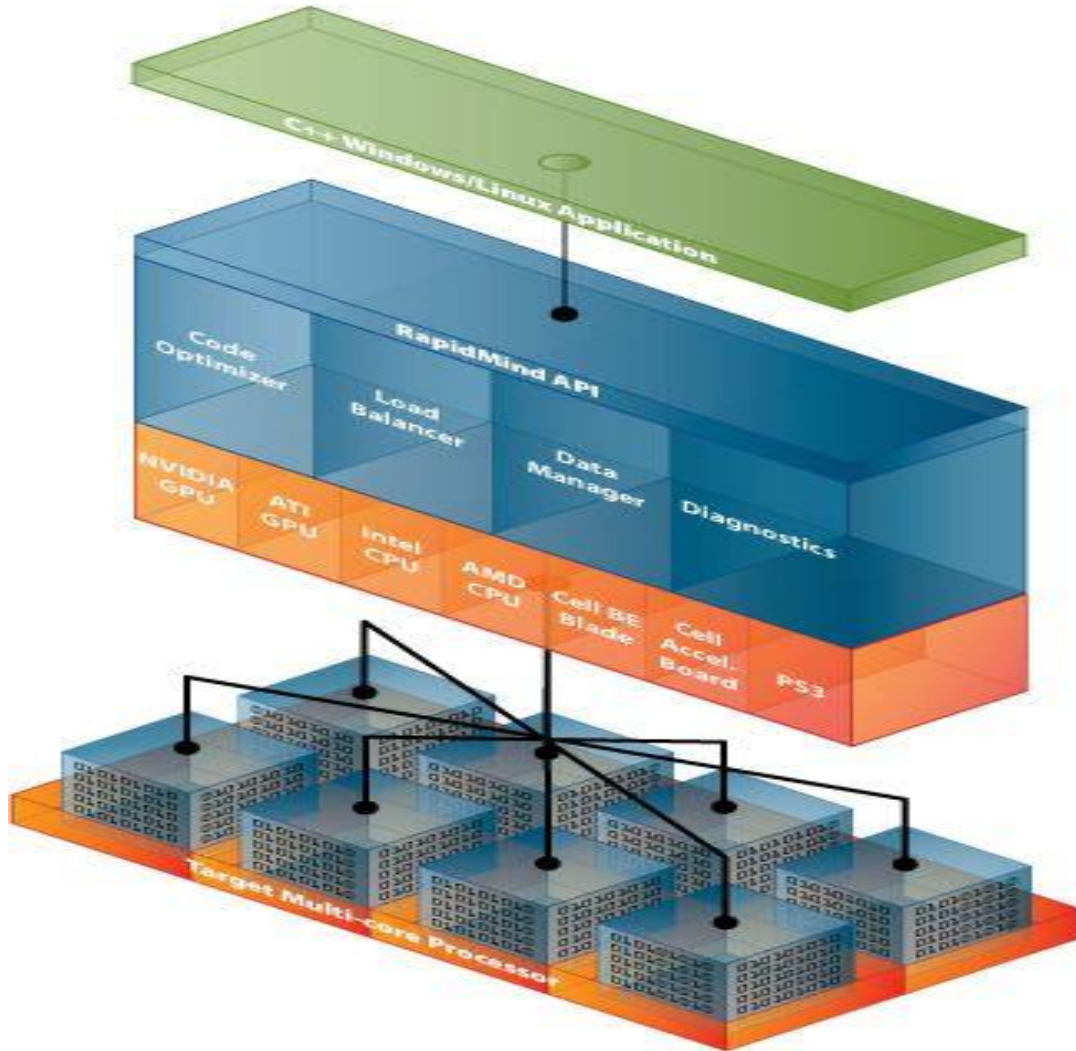 C++ Windows/Linux Application
RapidMind API
Code
Optimizer
Load
Balancer
Data
Manager
Diagnostics
NVIDIA
GPU
ATI
GPU
Intel
CPU
AMD
CPU
Cell BE
Blade
Cell
Accel.
Board
PS3
Target Multi-core Processor